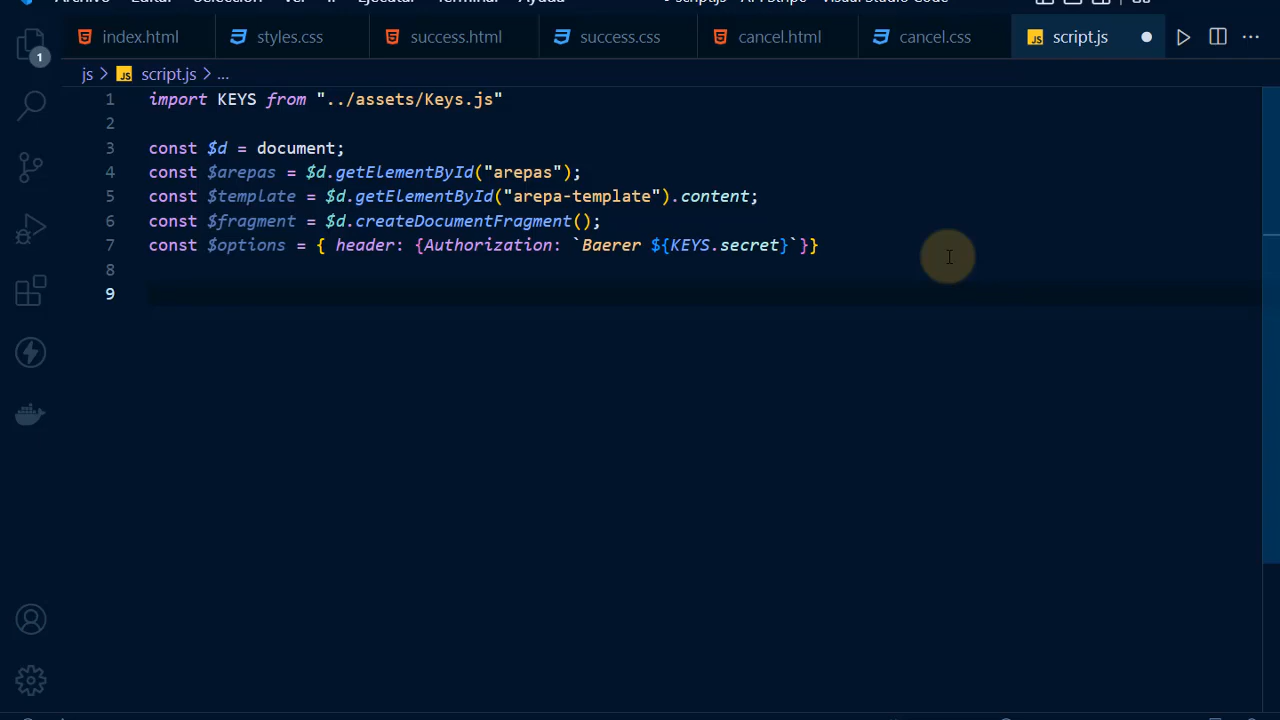 index.html styles.css success.html success.css cancel.html cancel.css script.js
js > script.js > ...
1 import KEYS from "../assets/Keys.js"
2
3 const $d = document;
4 const $arepas = $d.getElementById("arepas");
5 const $template = $d.getElementById("arepa-template").content;
6 const $fragment = $d.createDocumentFragment();
7 const $options = { header: {Authorization: `Baerer ${KEYS.secret}`}}
8
9
1